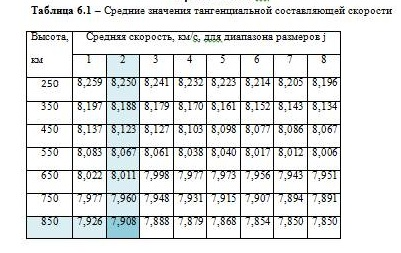 Таблица 6.1 – Средние значения тангенциальной составляющей скорости
Высота, км Средняя скорость, км/с, для диапазона размеров j
1 2 3 4 5 6 7 8
250 8,259 8,250 8,241 8,232 8,223 8,214 8,205 8,196
350 8,197 8,188 8,179 8,170 8,161 8,152 8,143 8,134
450 8,137 8,123 8,127 8,103 8,098 8,077 8,086 8,067
550 8,083 8,067 8,061 8,038 8,040 8,017 8,012 8,006
650 8,022 8,011 7,998 7,977 7,973 7,956 7,943 7,951
750 7,977 7,960 7,948 7,931 7,915 7,907 7,894 7,891
850 7,926 7,908 7,888 7,879 7,868 7,854 7,850 7,850